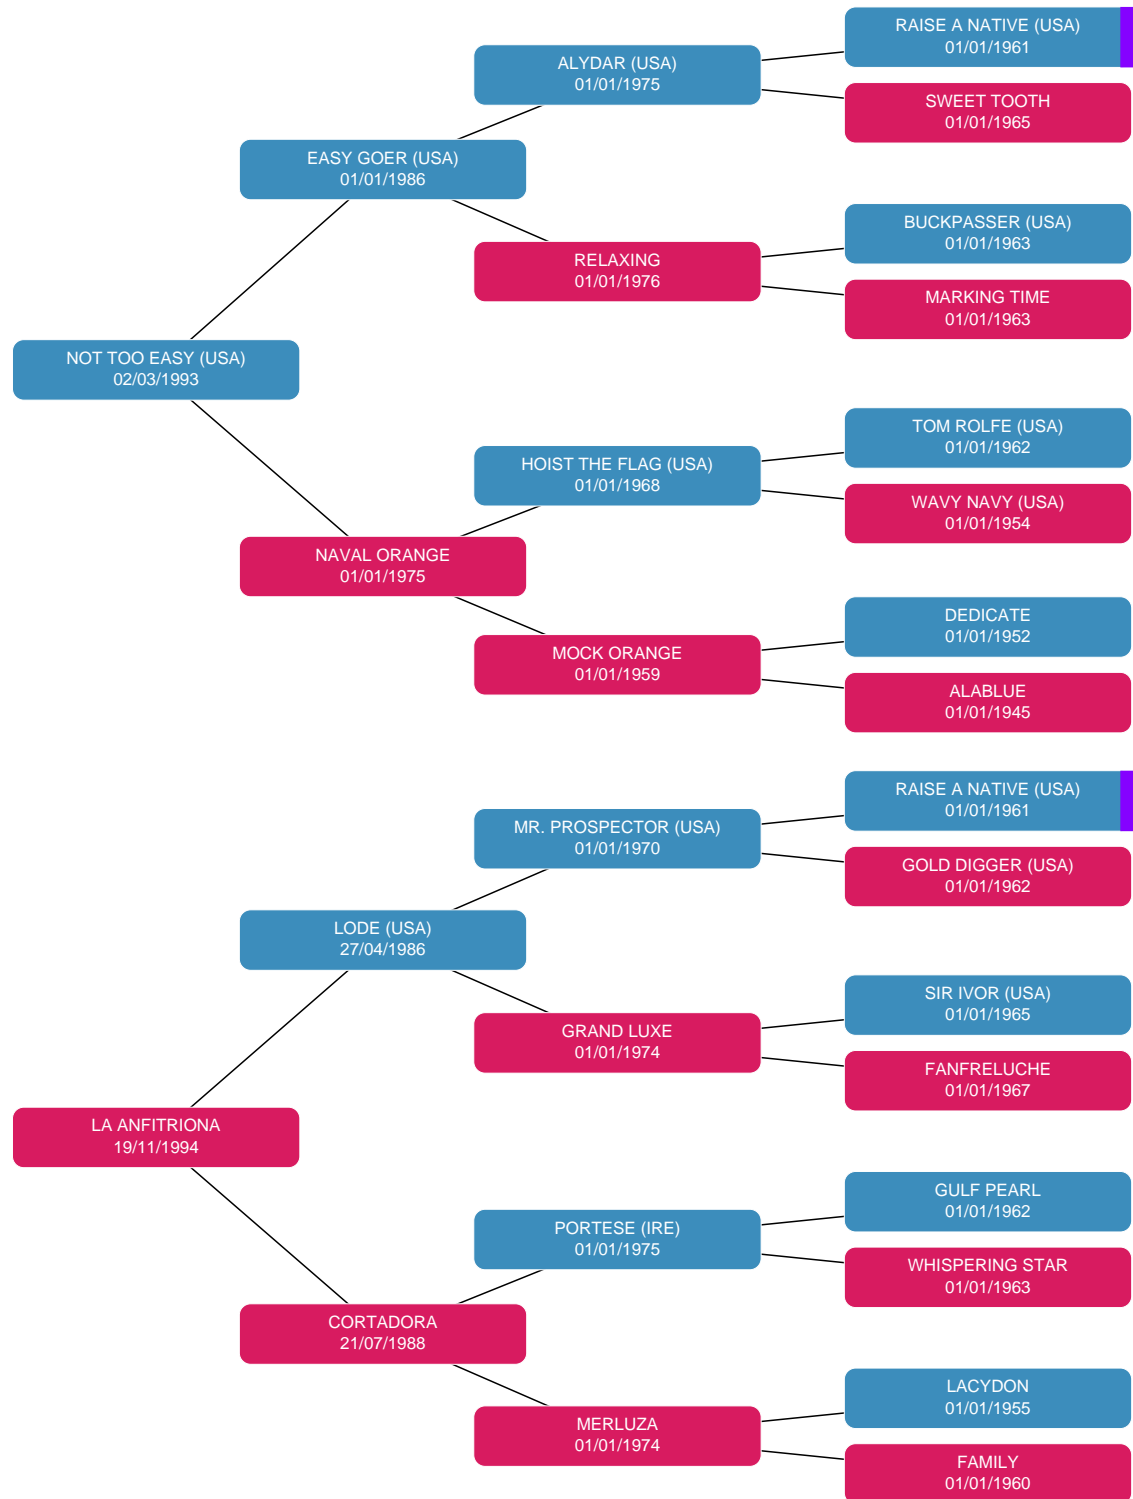 RAISE A NATIVE (USA)
01/01/1961
ALYDAR (USA)
01/01/1975
SWEET TOOTH
01/01/1965
EASY GOER (USA)
01/01/1986
BUCKPASSER (USA)
01/01/1963
RELAXING
01/01/1976
MARKING TIME
01/01/1963
NOT TOO EASY (USA)
02/03/1993
TOM ROLFE (USA)
01/01/1962
HOIST THE FLAG (USA)
01/01/1968
WAVY NAVY (USA)
01/01/1954
NAVAL ORANGE
01/01/1975
DEDICATE
01/01/1952
MOCK ORANGE
01/01/1959
ALABLUE
01/01/1945
RAISE A NATIVE (USA)
01/01/1961
MR. PROSPECTOR (USA)
01/01/1970
GOLD DIGGER (USA)
01/01/1962
LODE (USA)
27/04/1986
SIR IVOR (USA)
01/01/1965
GRAND LUXE
01/01/1974
FANFRELUCHE
01/01/1967
LA ANFITRIONA
19/11/1994
GULF PEARL
01/01/1962
PORTESE (IRE)
01/01/1975
WHISPERING STAR
01/01/1963
CORTADORA
21/07/1988
LACYDON
01/01/1955
MERLUZA
01/01/1974
FAMILY
01/01/1960